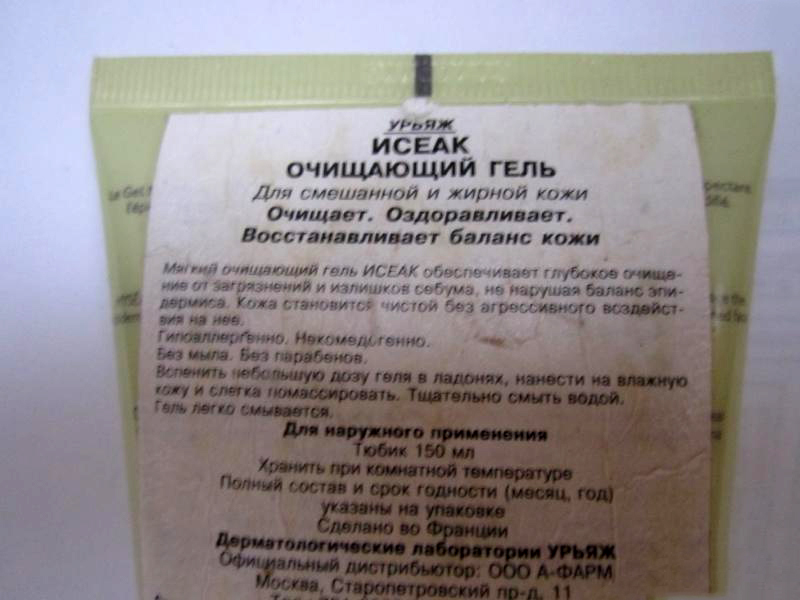 УРЬЯЖ
ИСЕАК
ОЧИЩАЮЩИЙ ГЕЛЬ
Для смешанной и жирной кожи
Очищает. Оздоравливает.
Восстанавливает баланс кожи
Мягкий очищающий гель ИСЕАК обеспечивает глубокое очище-
ние от загрязнений и излишков себума, не нарушая баланс эпи-
дермиса. Кожа становится чистой без агрессивного воздейст-
вия на нее.
Гипоаллергенно. Некомедогенно.
Без мыла. Без парабенов.
Вспенить небольшую дозу геля в ладонях, нанести на влажную
кожу и слегка помассировать. Тщательно смыть водой.
Гель легко смывается.
Для наружного применения
Тюбик 150 мл
Хранить при комнатной температуре
Полный состав и срок годности (месяц, год)
указаны на упаковке
Сделано во Франции
Дерматологические лаборатории УРЬЯЖ
Официальный дистрибьютор: ООО А-ФАРМ
Москва, Старопетровский пр-д, 11